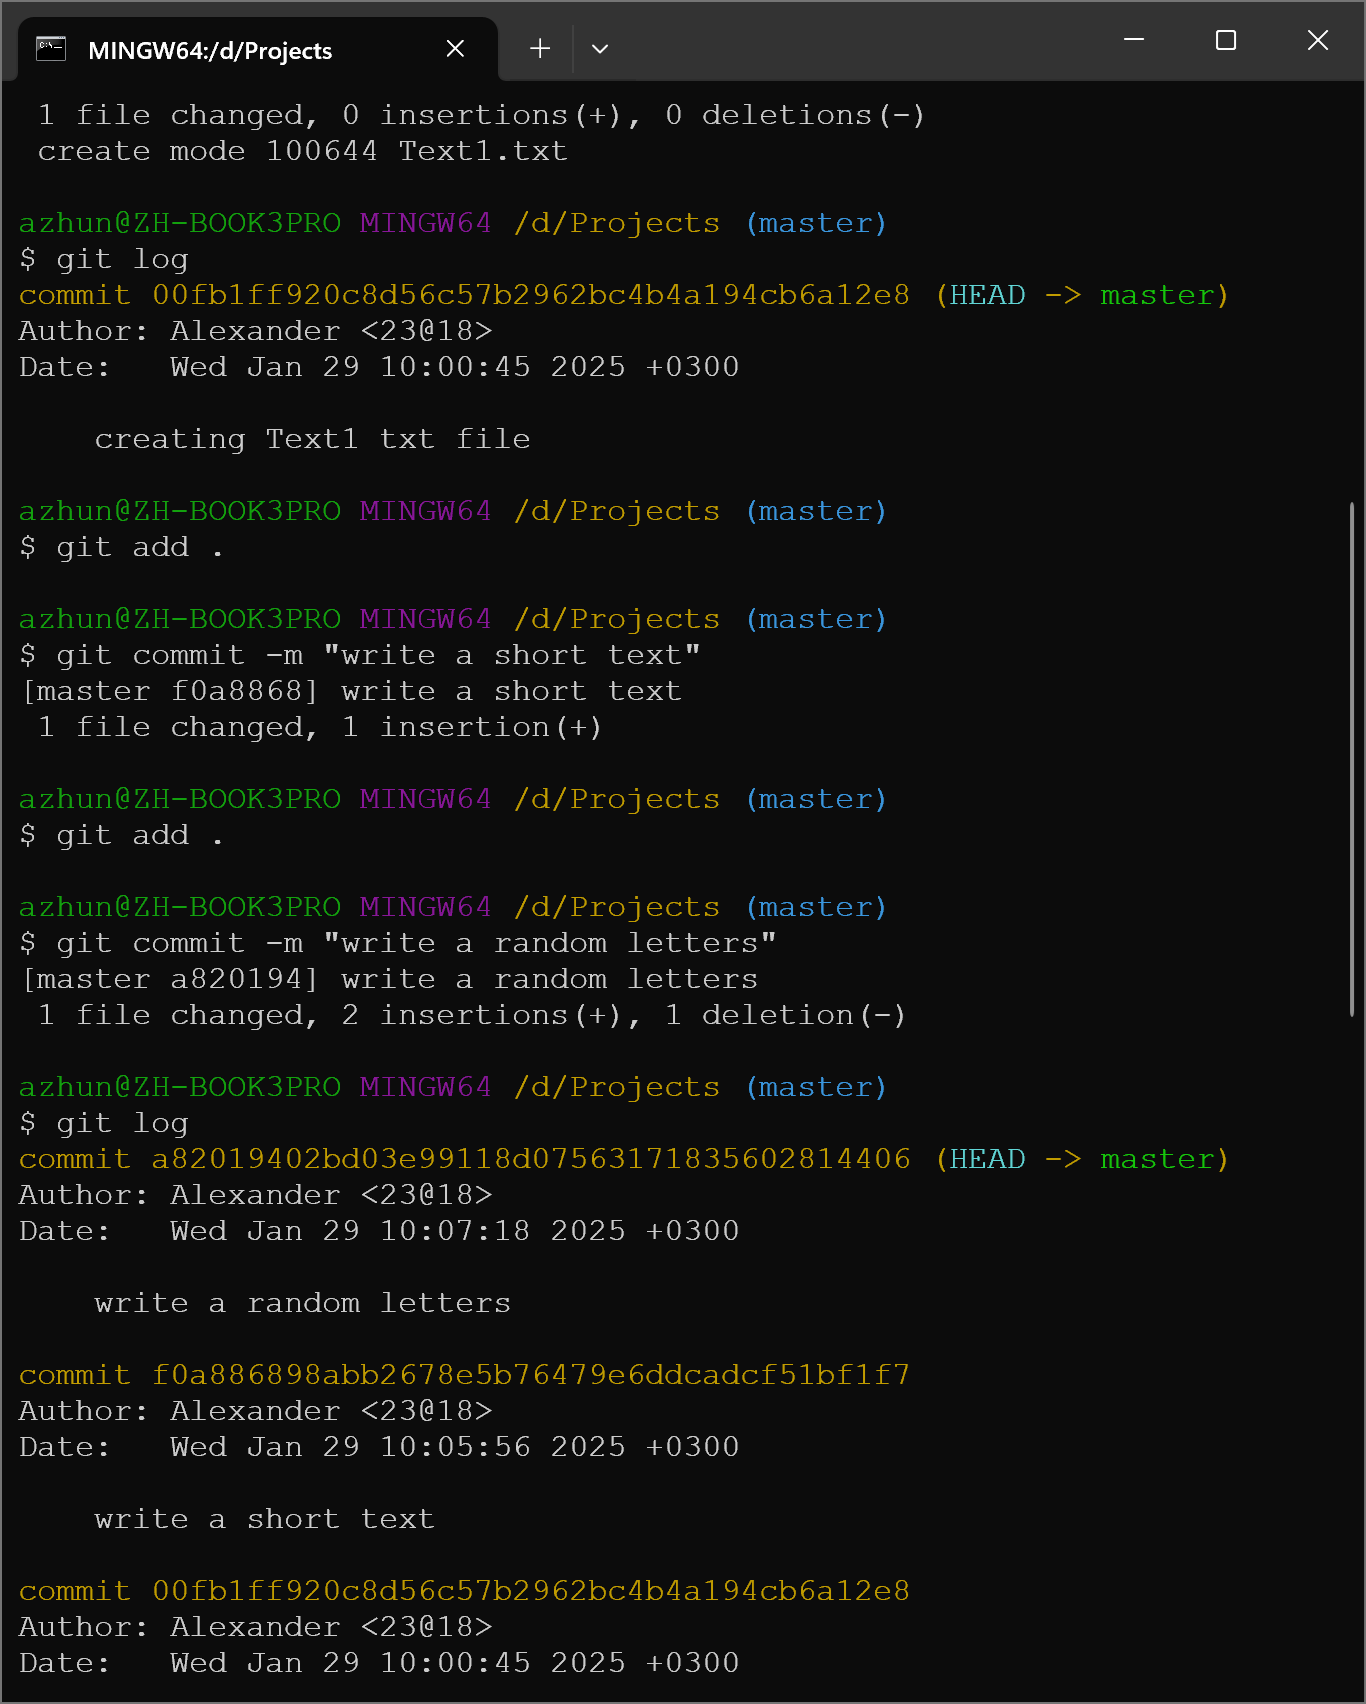 MINGW64:/d/Projects
1 file changed, 0 insertions(+), 0 deletions(-)
create mode 100644 Text1.txt
azhun@ZH-BOOK3PRO MINGW64 /d/Projects (master)
$ git log
commit 00fb1ff920c8d56c57b2962bc4b4a194cb6a12e8 (HEAD -> master)
Author: Alexander <23@18>
Date:   Wed Jan 29 10:00:45 2025 +0300
creating Text1 txt file
azhun@ZH-BOOK3PRO MINGW64 /d/Projects (master)
$ git add .
azhun@ZH-BOOK3PRO MINGW64 /d/Projects (master)
$ git commit -m "write a short text"
[master f0a8868] write a short text
1 file changed, 1 insertion(+)
azhun@ZH-BOOK3PRO MINGW64 /d/Projects (master)
$ git add .
azhun@ZH-BOOK3PRO MINGW64 /d/Projects (master)
$ git commit -m "write a random letters"
[master a820194] write a random letters
1 file changed, 2 insertions(+), 1 deletion(-)
azhun@ZH-BOOK3PRO MINGW64 /d/Projects (master)
$ git log
commit a82019402bd03e99118d07563171835602814406 (HEAD -> master)
Author: Alexander <23@18>
Date:   Wed Jan 29 10:07:18 2025 +0300
write a random letters
commit f0a886898abb2678e5b76479e6ddcadcf51bf1f7
Author: Alexander <23@18>
Date:   Wed Jan 29 10:05:56 2025 +0300
write a short text
commit 00fb1ff920c8d56c57b2962bc4b4a194cb6a12e8
Author: Alexander <23@18>
Date:   Wed Jan 29 10:00:45 2025 +0300